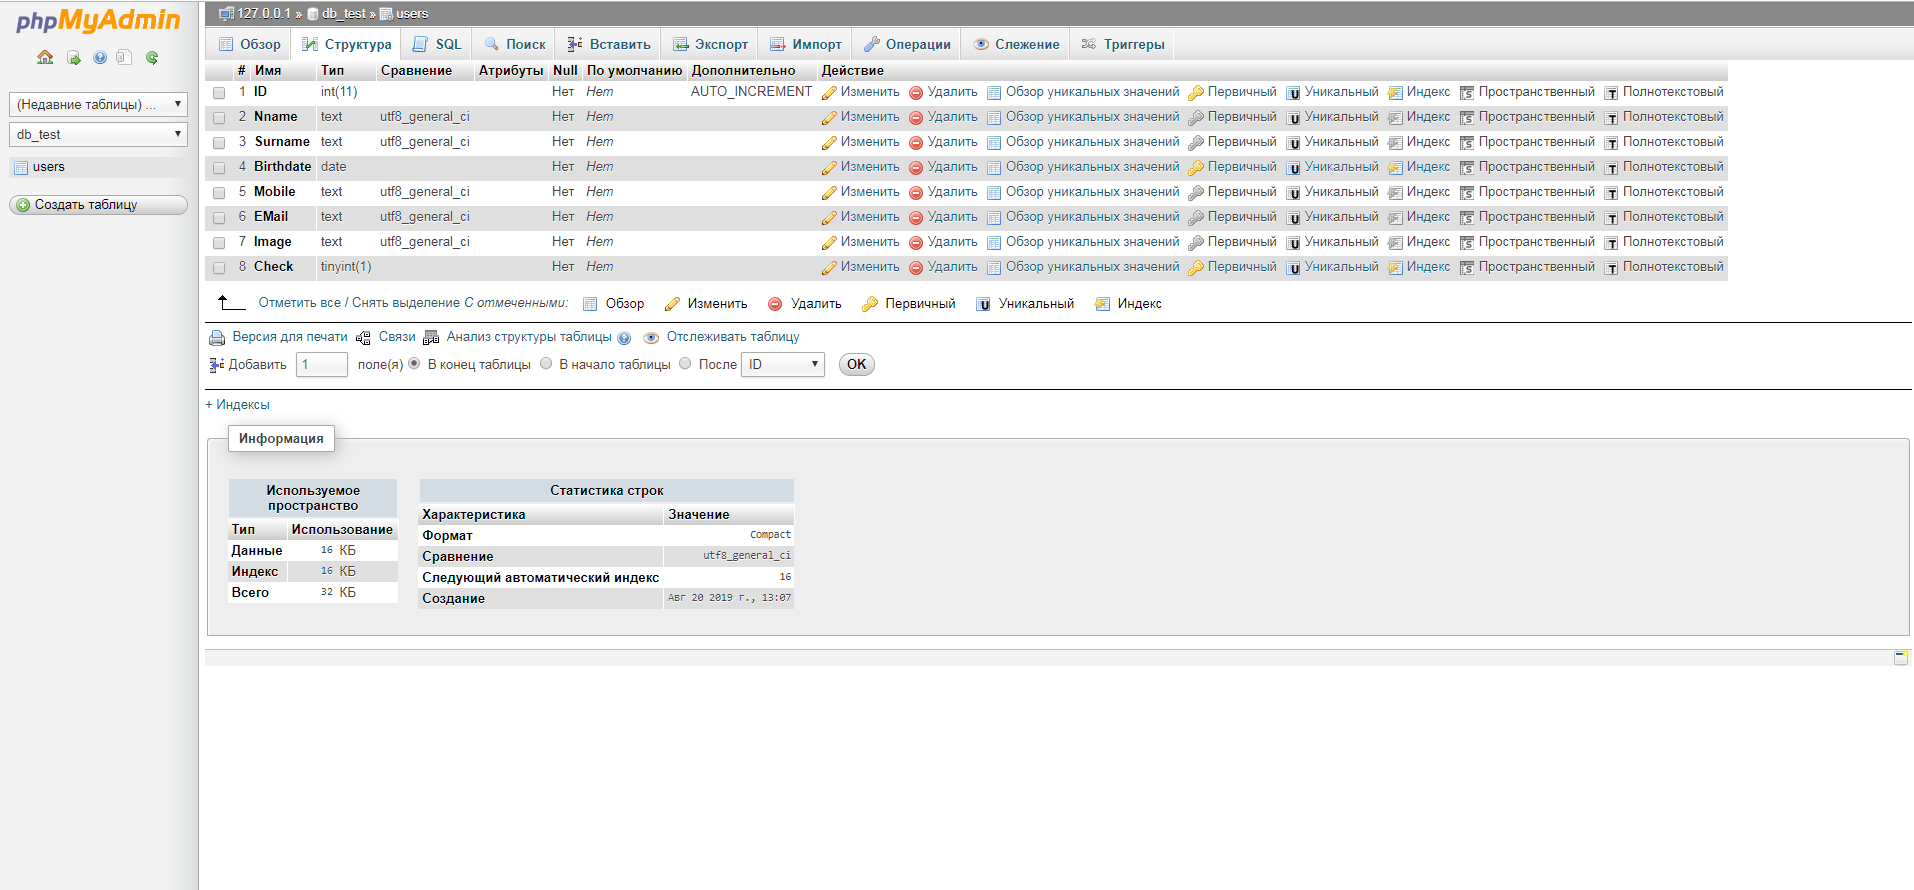 phpMyAdmin
(Недавние таблицы) ...
db_test
users
Создать таблицу
127.0.0.1 » db_test » users
Обзор Структура SQL Поиск Вставить Экспорт Импорт Операции Слежение Триггеры
# Имя Тип Сравнение Атрибуты Null По умолчанию Дополнительно Действие
1 ID int(11) Нет Нет AUTO_INCREMENT Изменить Удалить Обзор уникальных значений Первичный Уникальный Индекс Пространственный Полнотекстовый
2 Nname text utf8_general_ci Нет Нет Изменить Удалить Обзор уникальных значений Первичный Уникальный Индекс Пространственный Полнотекстовый
3 Surname text utf8_general_ci Нет Нет Изменить Удалить Обзор уникальных значений Первичный Уникальный Индекс Пространственный Полнотекстовый
4 Birthdate date Нет Нет Изменить Удалить Обзор уникальных значений Первичный Уникальный Индекс Пространственный Полнотекстовый
5 Mobile text utf8_general_ci Нет Нет Изменить Удалить Обзор уникальных значений Первичный Уникальный Индекс Пространственный Полнотекстовый
6 EMail text utf8_general_ci Нет Нет Изменить Удалить Обзор уникальных значений Первичный Уникальный Индекс Пространственный Полнотекстовый
7 Image text utf8_general_ci Нет Нет Изменить Удалить Обзор уникальных значений Первичный Уникальный Индекс Пространственный Полнотекстовый
8 Check tinyint(1) Нет Нет Изменить Удалить Обзор уникальных значений Первичный Уникальный Индекс Пространственный Полнотекстовый
Отметить все / Снять выделение С отмеченными: Обзор Изменить Удалить Первичный Уникальный Индекс
Версия для печати Связи Анализ структуры таблицы Отслеживать таблицу
Добавить 1 поле(я) В конец таблицы В начало таблицы После ID OK
+ Индексы
Информация
Используемое
пространство
Тип Использование
Данные 16 КБ
Индекс 16 КБ
Всего 32 КБ
Статистика строк
Характеристика Значение
Формат Compact
Сравнение utf8_general_ci
Следующий автоматический индекс 16
Создание Авг 20 2019 г., 13:07